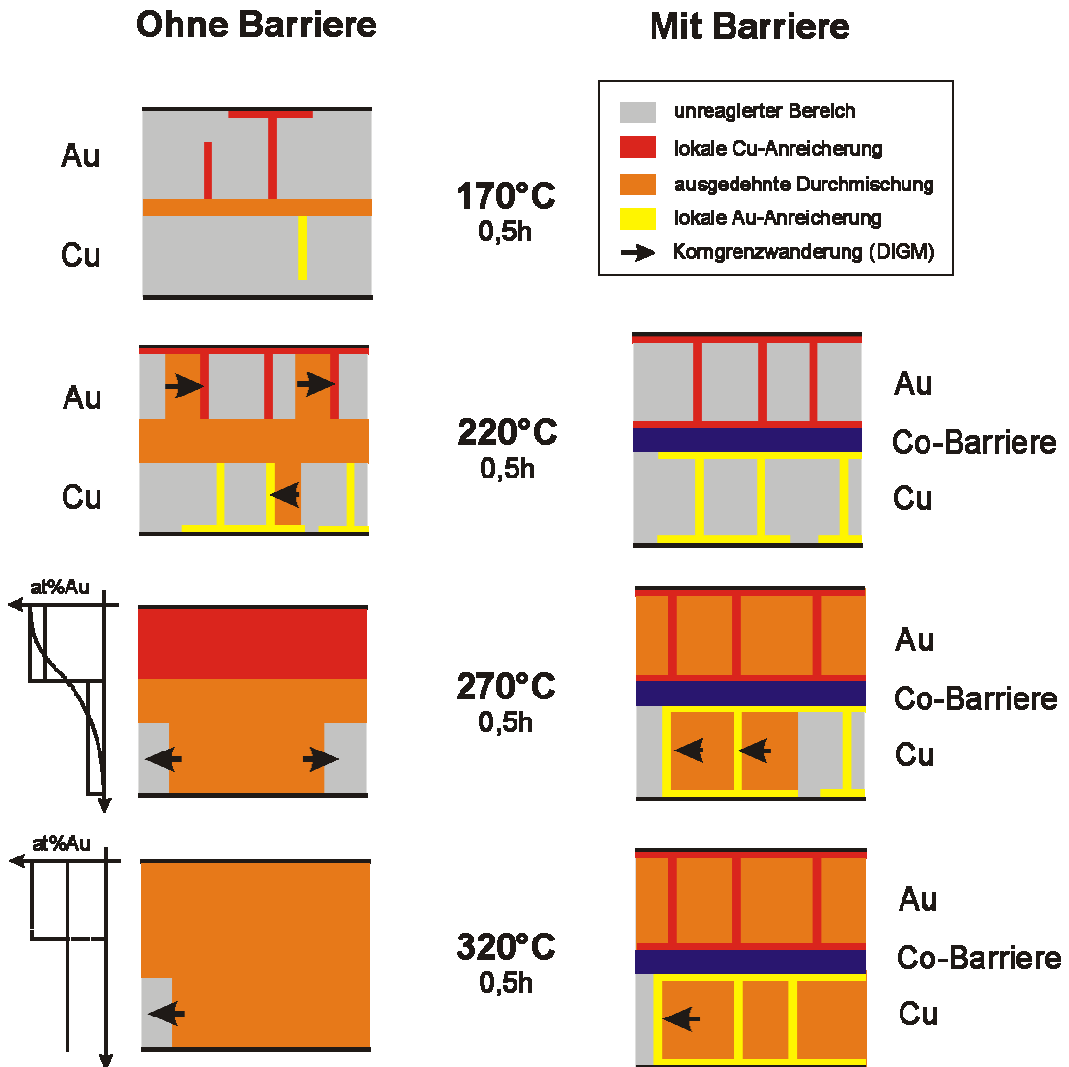 Ohne Barriere
Mit Barriere
unreagierter Bereich
lokale Cu-Anreicherung
ausgedehnte Durchmischung
lokale Au-Anreicherung
Korngrenzwanderung (DIGM)
Au
Cu
170°C
0,5h
Au
Cu
220°C
0,5h
Au
Co-Barriere
Cu
at%Au
270°C
0,5h
Au
Co-Barriere
Cu
at%Au
320°C
0,5h
Au
Co-Barriere
Cu